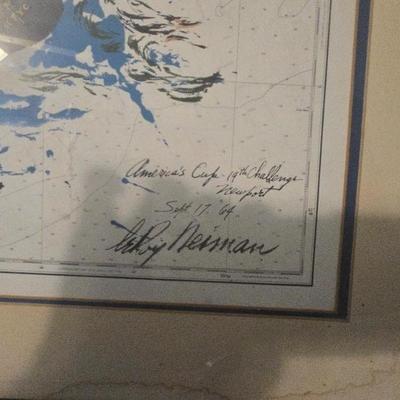 America's Cup - 19th Challenge
Newport
Sept 17. '64
LeRoy Neiman